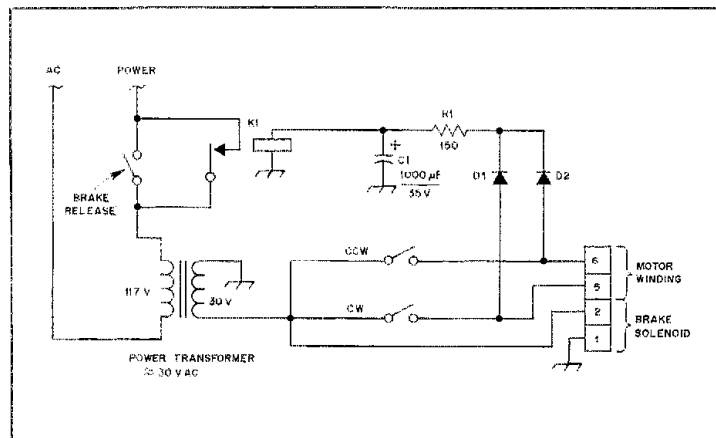 AC
POWER
K1
R1
150
+
C1
1000 µF
35V
D1
D2
BRAKE
RELEASE
CCW
CW
117 V
30 V
6
5
2
1
MOTOR
WINDING
BRAKE
SOLENOID
POWER TRANSFORMER
≈ 30 V AC